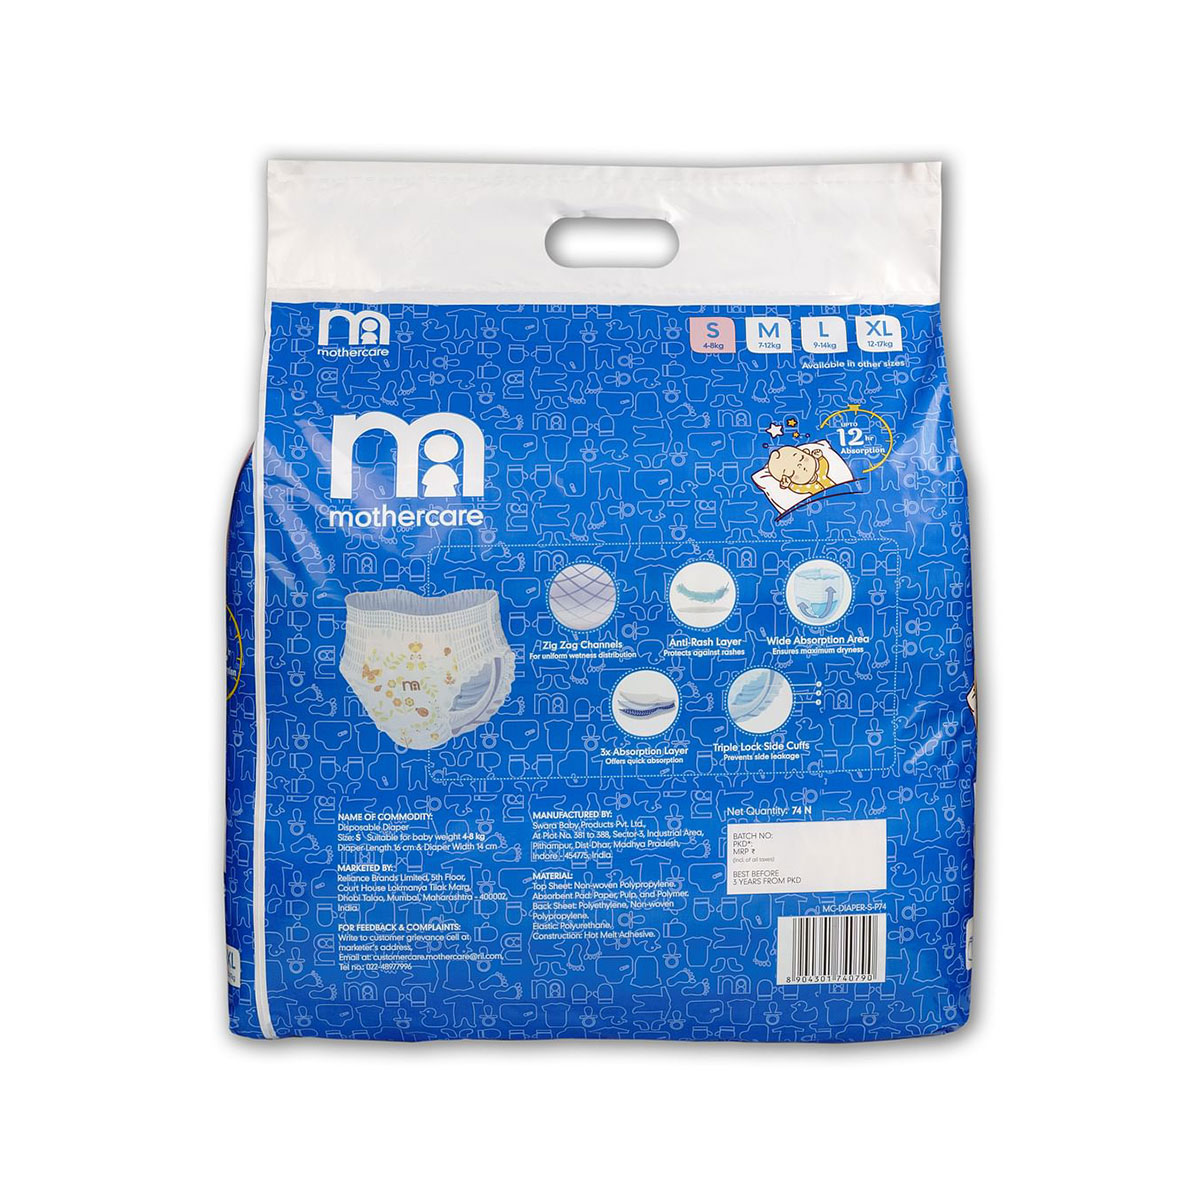 mothercare
S M L XL
4-8kg 7-12kg 9-14kg 12-17kg
Available in other sizes
mothercare
UPTO
12 hr
Absorption
Zig Zag Channels
For uniform wetness distribution
Anti-Rash Layer
Protects against rashes
Wide Absorption Area
Ensures maximum dryness
3x Absorption Layer
Offers quick absorption
Triple Lock Side Cuffs
Prevents side leakage
NAME OF COMMODITY:
Disposable Diaper
Size: S Suitable for baby weight 4-8 kg
Diaper Length 16 cm & Diaper Width 14 cm
MARKETED BY:
Reliance Brands Limited, 5th Floor,
Court House Lokmanya Tilak Marg,
Dhobi Talao, Mumbai, Maharashtra - 400002,
India.
FOR FEEDBACK & COMPLAINTS:
Write to customer grievance cell at
marketer's address,
Email at: customercare.mothercare@ril.com,
Tel no.: 022-48977996
MANUFACTURED BY:
Swara Baby Products Pvt. Ltd.,
At Plot No. 381 to 388, Sector-3, Industrial Area,
Pithampur, Dist-Dhar, Madhya Pradesh,
Indore - 454775, India.
MATERIAL:
Top Sheet: Non-woven Polypropylene.
Absorbent Pad: Paper, Pulp, and Polymer.
Back Sheet: Polyethylene, Non-woven
Polypropylene.
Elastic: Polyurethane.
Construction: Hot Melt Adhesive.
Net Quantity: 74 N
BATCH NO:
PKD*:
MRP ₹
(Incl. of all taxes)
BEST BEFORE
3 YEARS FROM PKD
MC-DIAPER-S-P74
8 904301 740790
XL